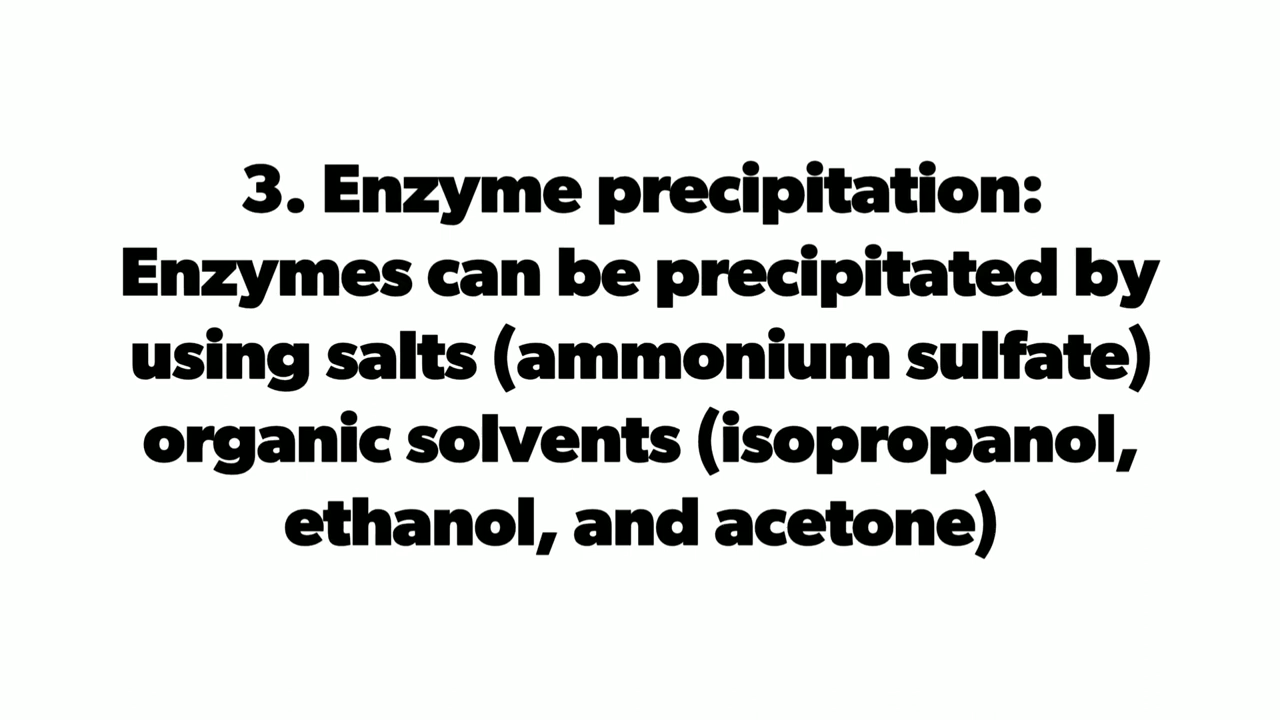 3. Enzyme precipitation:
Enzymes can be precipitated by
using salts (ammonium sulfate)
organic solvents (isopropanol,
ethanol, and acetone)